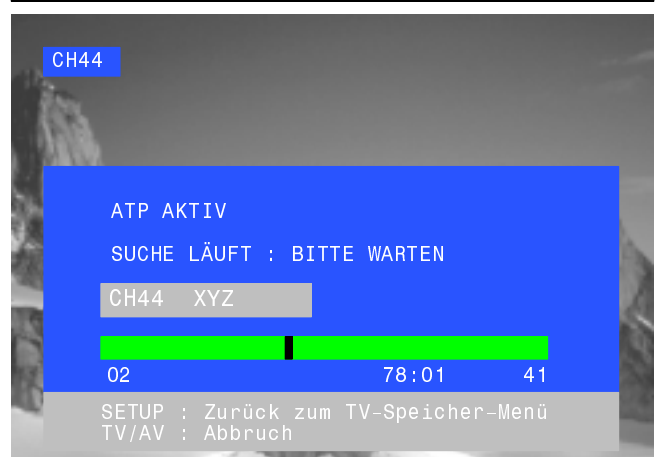 CH44
ATP AKTIV
SUCHE LÄUFT : BITTE WARTEN
CH44 XYZ
02 78:01 41
SETUP : Zurück zum TV-Speicher-Menü
TV/AV : Abbruch